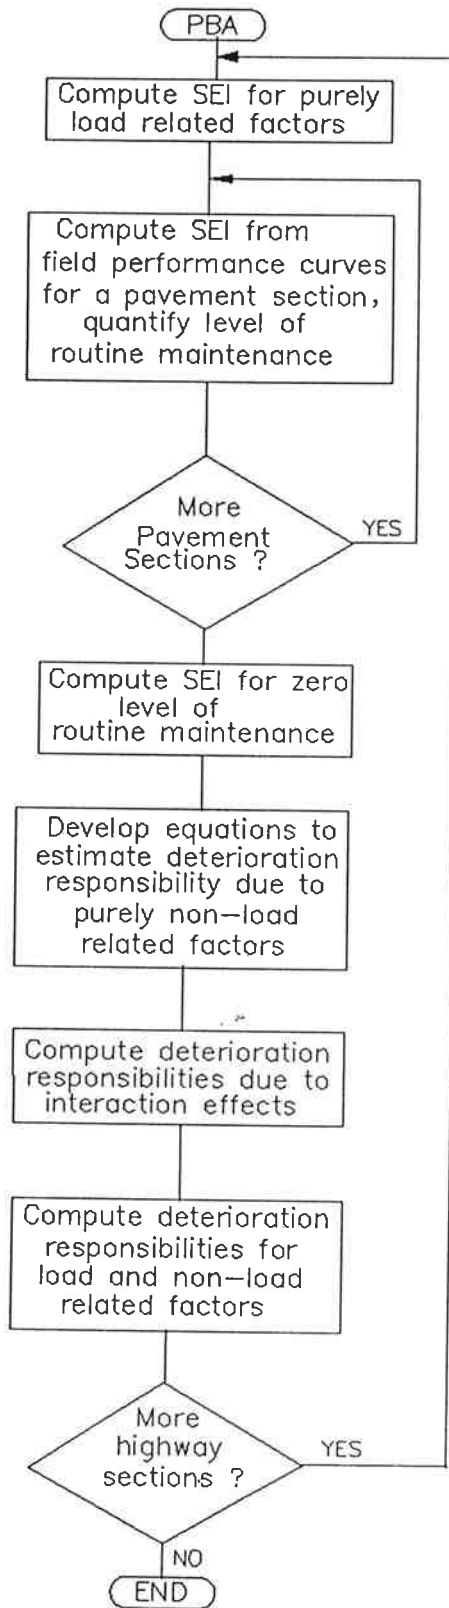 PBA
Compute SEI for purely
load related factors
Compute SEI from
field performance curves
for a pavement section,
quantify level of
routine maintenance
More
Pavement
Sections ?
YES
Compute SEI for zero
level of
routine maintenance
Develop equations to
estimate deterioration
responsibility due to
purely non-load
related factors
Compute deterioration
responsibilities due to
interaction effects
Compute deterioration
responsibilities for
load and non-load
related factors
More
highway
sections ?
YES
NO
END